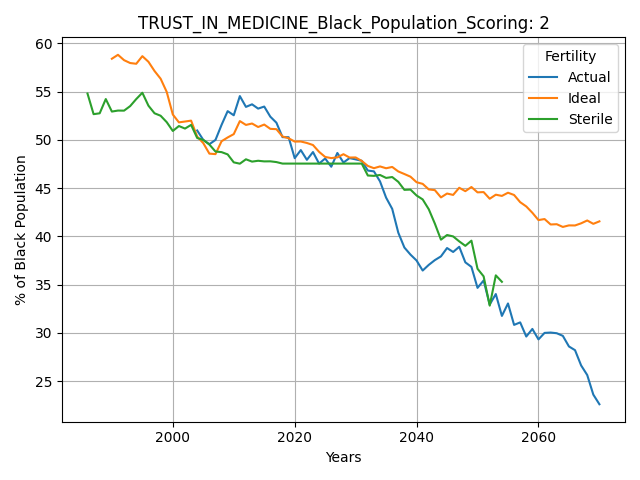 TRUST_IN_MEDICINE_Black_Population_Scoring: 2
Fertility
Actual
Ideal
Sterile
% of Black Population
60
55
50
45
40
35
30
25
2000
2020
2040
2060
Years